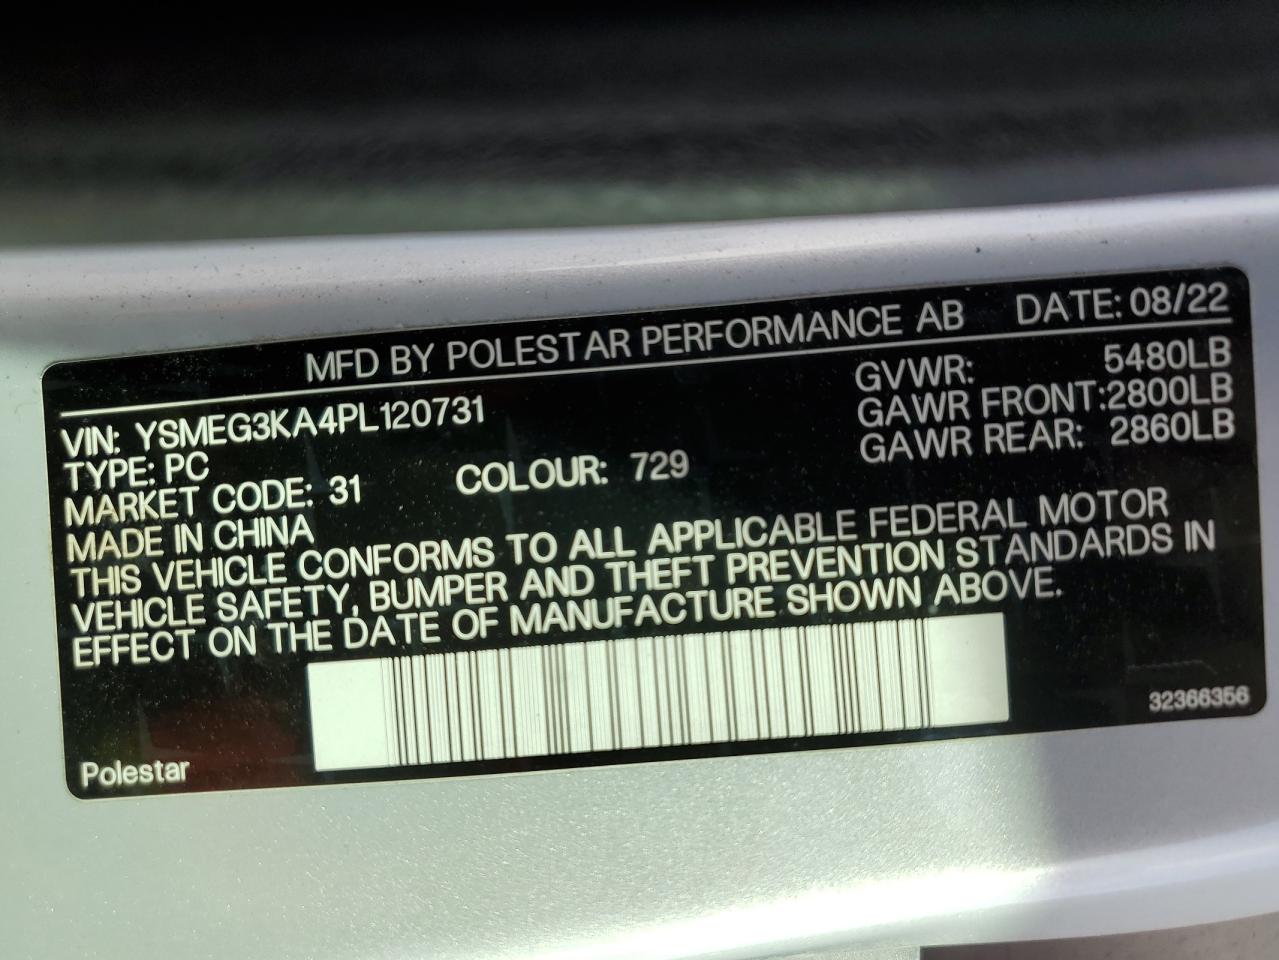 MFD BY POLESTAR PERFORMANCE AB DATE: 08/22
VIN: YSMEG3KA4PL120731
GVWR: 5480LB
TYPE: PC
GAWR FRONT:2800LB
MARKET CODE: 31 COLOUR: 729
GAWR REAR: 2860LB
MADE IN CHINA
THIS VEHICLE CONFORMS TO ALL APPLICABLE FEDERAL MOTOR
VEHICLE SAFETY, BUMPER AND THEFT PREVENTION STANDARDS IN
EFFECT ON THE DATE OF MANUFACTURE SHOWN ABOVE.
32366356
Polestar